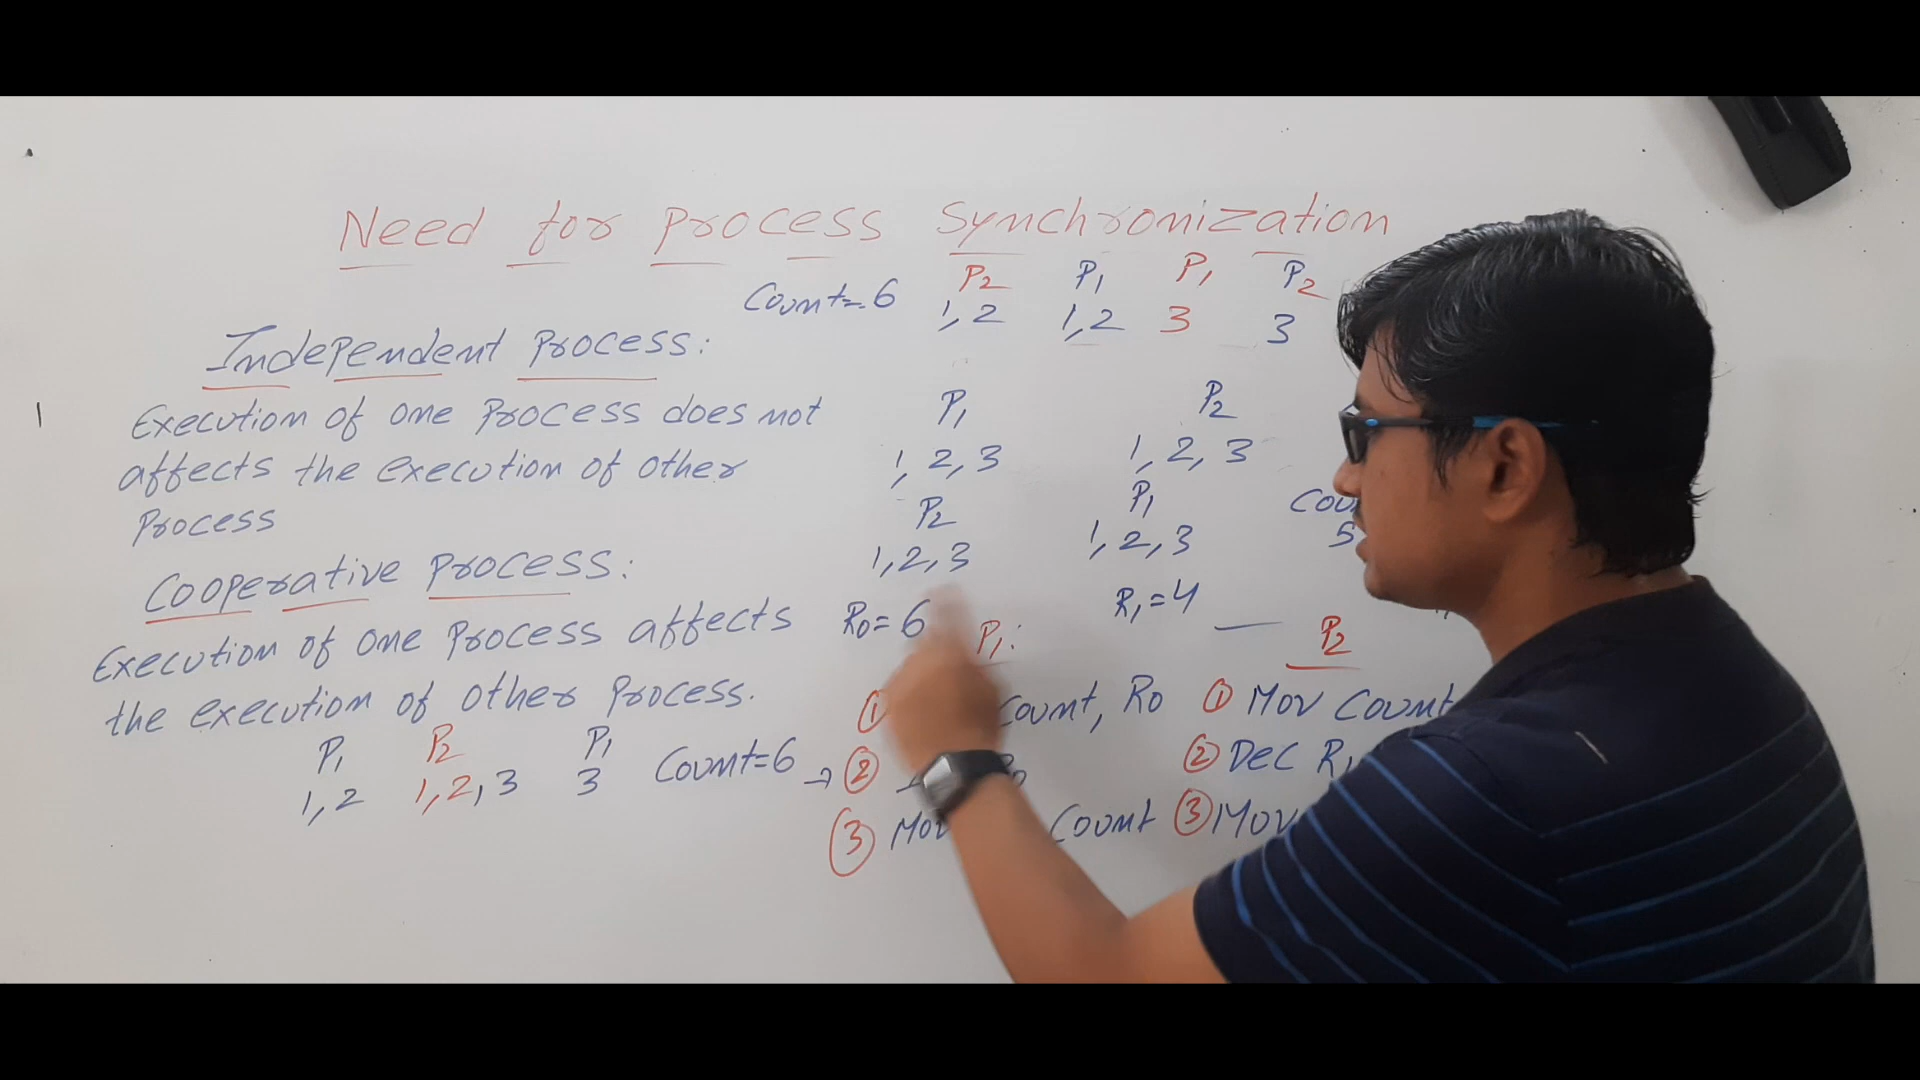 Need for Process Synchronization
Count=6
P2 P1 P1 P2
1,2 1,2 3 3
Independent Process:
Execution of one Process does not
affects the execution of other
Process
Cooperative Process:
Execution of one Process affects
the execution of other Process.
P1 P2 P1
1,2 1,2,3 3
Count=6
P1 P2
1,2,3 1,2,3
P2 P1
1,2,3 1,2,3
5
R0=6 R1=4
P1:
① Count, R0
→ ②
③ Mov Count
P2
① Mov Count
② Dec R1
③ Mov